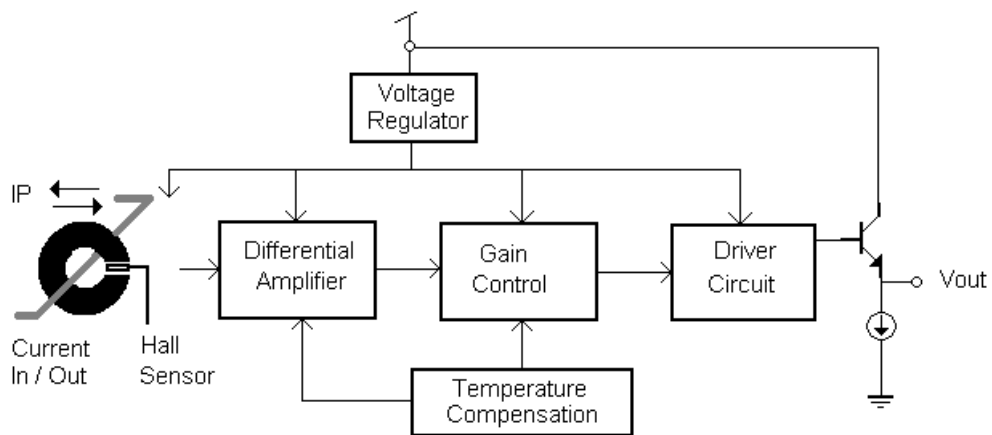 Voltage
Regulator
IP
Differential
Amplifier
Gain
Control
Driver
Circuit
Vout
Current
In / Out
Hall
Sensor
Temperature
Compensation